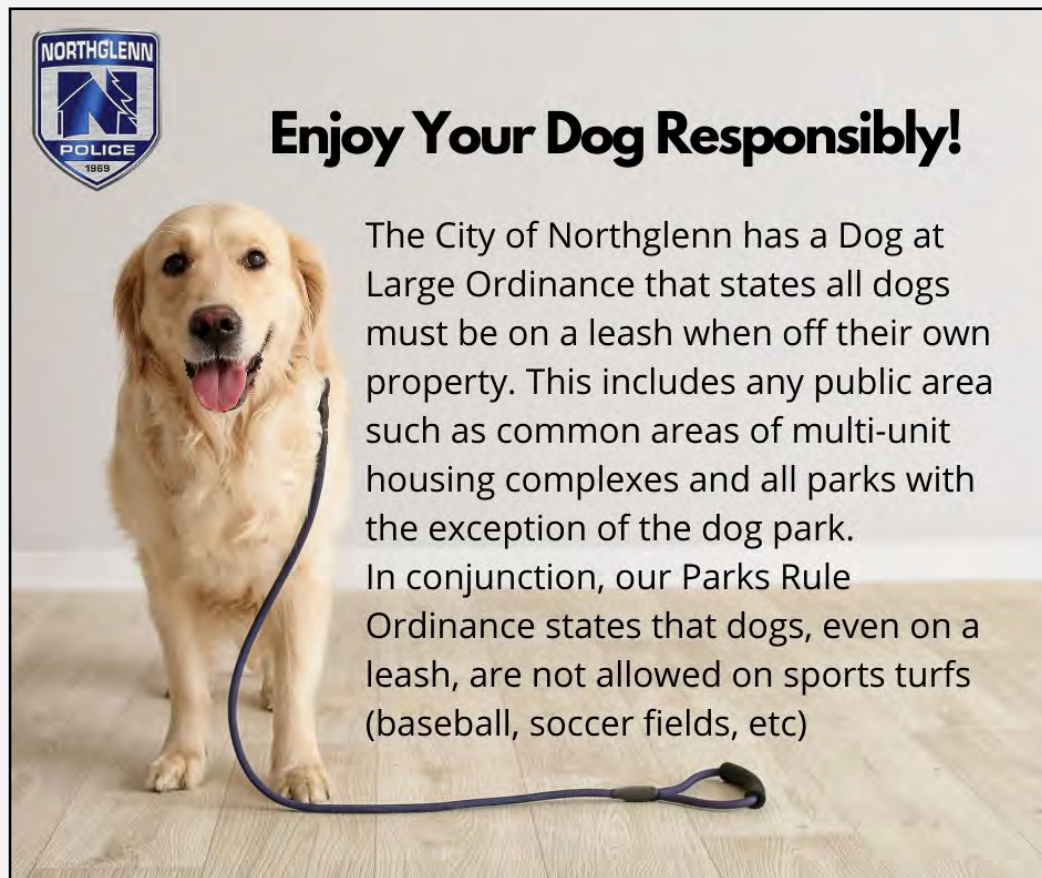 NORTHGLENN
POLICE
1969
Enjoy Your Dog Responsibly!
The City of Northglenn has a Dog at
Large Ordinance that states all dogs
must be on a leash when off their own
property. This includes any public area
such as common areas of multi-unit
housing complexes and all parks with
the exception of the dog park.
In conjunction, our Parks Rule
Ordinance states that dogs, even on a
leash, are not allowed on sports turfs
(baseball, soccer fields, etc)